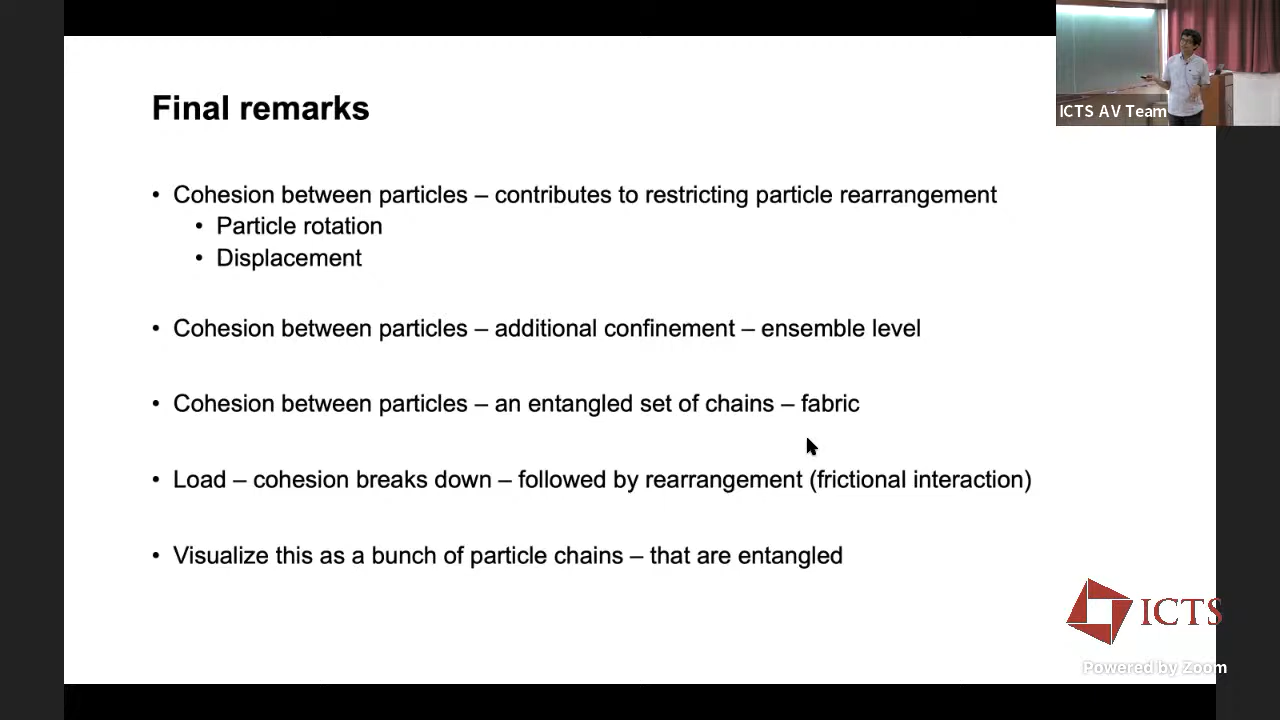 ICTS AV Team
Final remarks
• Cohesion between particles – contributes to restricting particle rearrangement
• Particle rotation
• Displacement
• Cohesion between particles – additional confinement – ensemble level
• Cohesion between particles – an entangled set of chains – fabric
• Load – cohesion breaks down – followed by rearrangement (frictional interaction)
• Visualize this as a bunch of particle chains – that are entangled
ICTS
Powered by Zoom